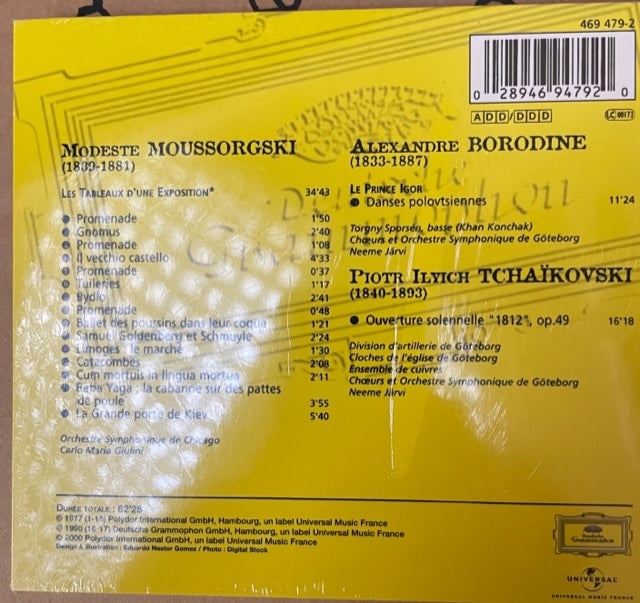 469 479-2
0 28946 94792 0
ADD/DDD
LC 00173
MODESTE MOUSSORGSKI
(1839-1881)
LES TABLEAUX D'UNE EXPOSITION* 34'43
Promenade 1'50
Gnomus 2'40
Promenade 1'08
Il vecchio castello 4'33
Promenade 0'37
Tuileries 1'17
Bydlo 2'41
Promenade 0'48
Ballet des poussins dans leur coque 1'21
Samuel Goldenberg et Schmuyle 2'24
Limoges : le marché 1'30
Catacombes 2'08
Cum mortuis in lingua mortua 2'11
Baba Yaga : la cabane sur des pattes
de poule 3'55
La Grande porte de Kiev 5'40
Orchestre Symphonique de Chicago
Carlo Maria Giulini
ALEXANDRE BORODINE
(1833-1887)
LE PRINCE IGOR
Danses polovtsiennes 11'24
Torgny Sporsén, basse (Khan Konchak)
Chœurs et Orchestre Symphonique de Göteborg
Neeme Järvi
PIOTR ILYICH TCHAÏKOVSKI
(1840-1893)
Ouverture solennelle "1812", op.49 16'18
Division d'artillerie de Göteborg
Cloches de l'église de Göteborg
Ensemble de cuivres
Chœurs et Orchestre Symphonique de Göteborg
Neeme Järvi
DURÉE TOTALE : 62'25
℗ 1977 (1-15) Polydor International GmbH, Hambourg, un label Universal Music France
℗ 1990 (16-17) Deutsche Grammophon GmbH, un label Universal Music France
© 2000 Polydor International GmbH, un label Universal Music France
Design & Illustration : Eduardo Nestor Gomez / Photo : Digital Stock
Deutsche
Grammophon
UNIVERSAL
UNIVERSAL MUSIC FRANCE